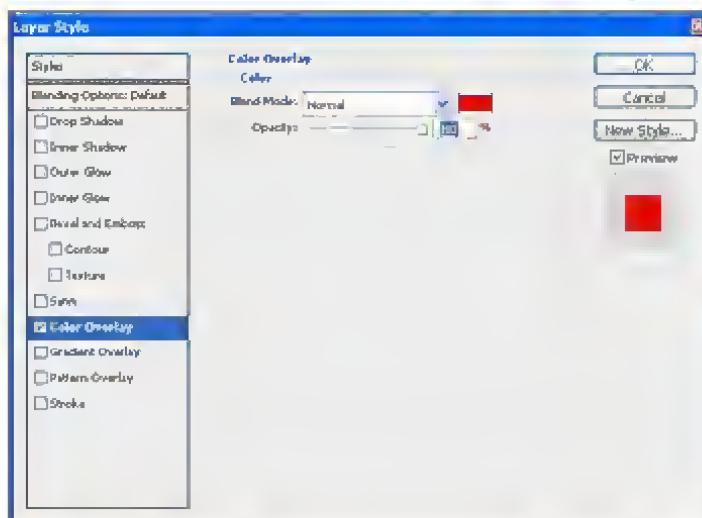 Layer Style
Styles
Blending Options: Default
Drop Shadow
Inner Shadow
Outer Glow
Inner Glow
Bevel and Emboss
Contour
Texture
Satin
Color Overlay
Gradient Overlay
Pattern Overlay
Stroke
Color Overlay
Color
Blend Mode: Normal
Opacity: 100 %
OK
Cancel
New Style...
Preview